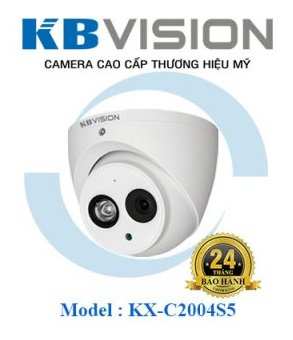 KBVISION
CAMERA CAO CẤP THƯƠNG HIỆU MỸ
KBVISION
24
THÁNG
BẢO HÀNH
Model : KX-C2004S5